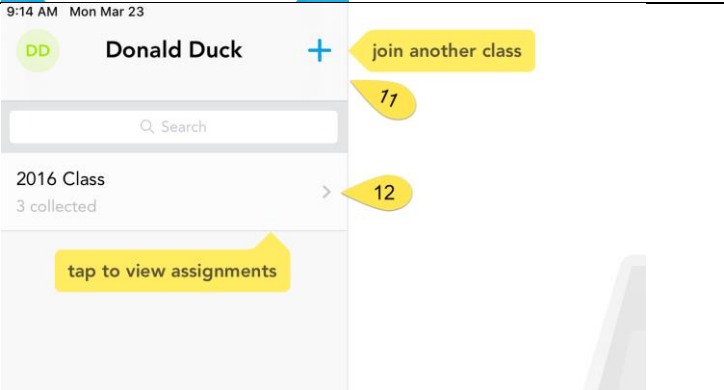 9:14 AM Mon Mar 23
DD Donald Duck + join another class
11
Search
2016 Class
3 collected
12
tap to view assignments